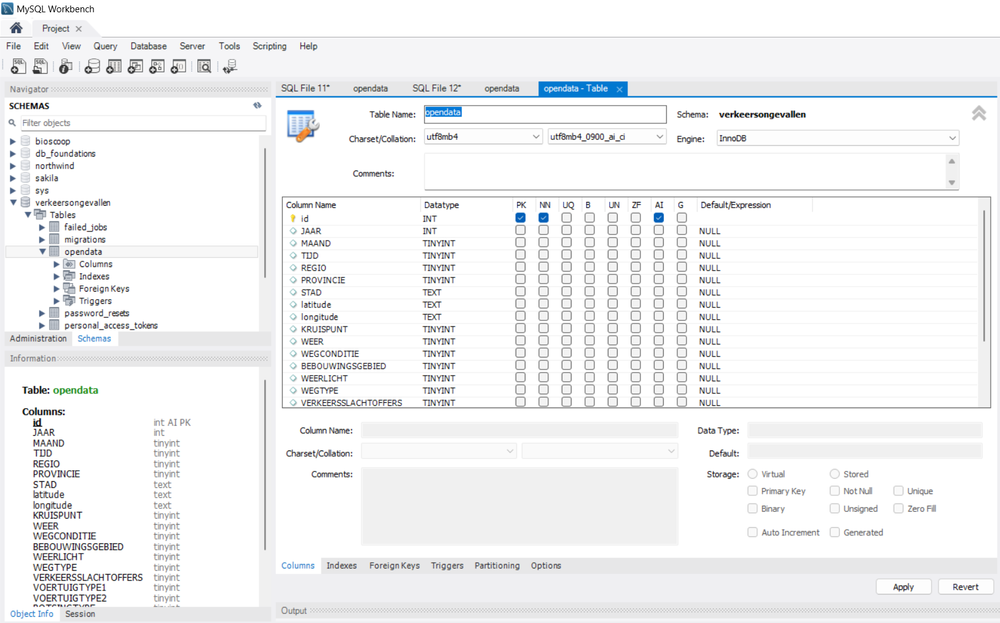 MySQL Workbench
Project
File Edit View Query Database Server Tools Scripting Help
Navigator
SCHEMAS
Filter objects
bioscoop
db_foundations
northwind
sakila
sys
verkeersongevallen
Tables
failed_jobs
migrations
opendata
Columns
Indexes
Foreign Keys
Triggers
password_resets
personal_access_tokens
Administration Schemas
Information
Table: opendata
Columns:
id int AI PK
JAAR int
MAAND tinyint
TIJD tinyint
REGIO tinyint
PROVINCIE tinyint
STAD text
latitude text
longitude text
KRUISPUNT tinyint
WEER tinyint
WEGCONDITIE tinyint
BEBOUWINGSGEBIED tinyint
WEERLICHT tinyint
WEGTYPE tinyint
VERKEERSSLACHTOFFERS tinyint
VOERTUIGTYPE1 tinyint
VOERTUIGTYPE2 tinyint
Object Info Session
SQL File 11* opendata SQL File 12* opendata opendata - Table
Table Name: opendata Schema: verkeersongevallen
Charset/Collation: utf8mb4 utf8mb4_0900_ai_ci Engine: InnoDB
Comments:
Column Name Datatype PK NN UQ B UN ZF AI G Default/Expression
id INT
JAAR INT NULL
MAAND TINYINT NULL
TIJD TINYINT NULL
REGIO TINYINT NULL
PROVINCIE TINYINT NULL
STAD TEXT NULL
latitude TEXT NULL
longitude TEXT NULL
KRUISPUNT TINYINT NULL
WEER TINYINT NULL
WEGCONDITIE TINYINT NULL
BEBOUWINGSGEBIED TINYINT NULL
WEERLICHT TINYINT NULL
WEGTYPE TINYINT NULL
VERKEERSSLACHTOFFERS TINYINT NULL
Column Name: Data Type:
Charset/Collation: Default:
Comments: Storage: Virtual Stored
Primary Key Not Null Unique
Binary Unsigned Zero Fill
Auto Increment Generated
Columns Indexes Foreign Keys Triggers Partitioning Options
Apply Revert
Output